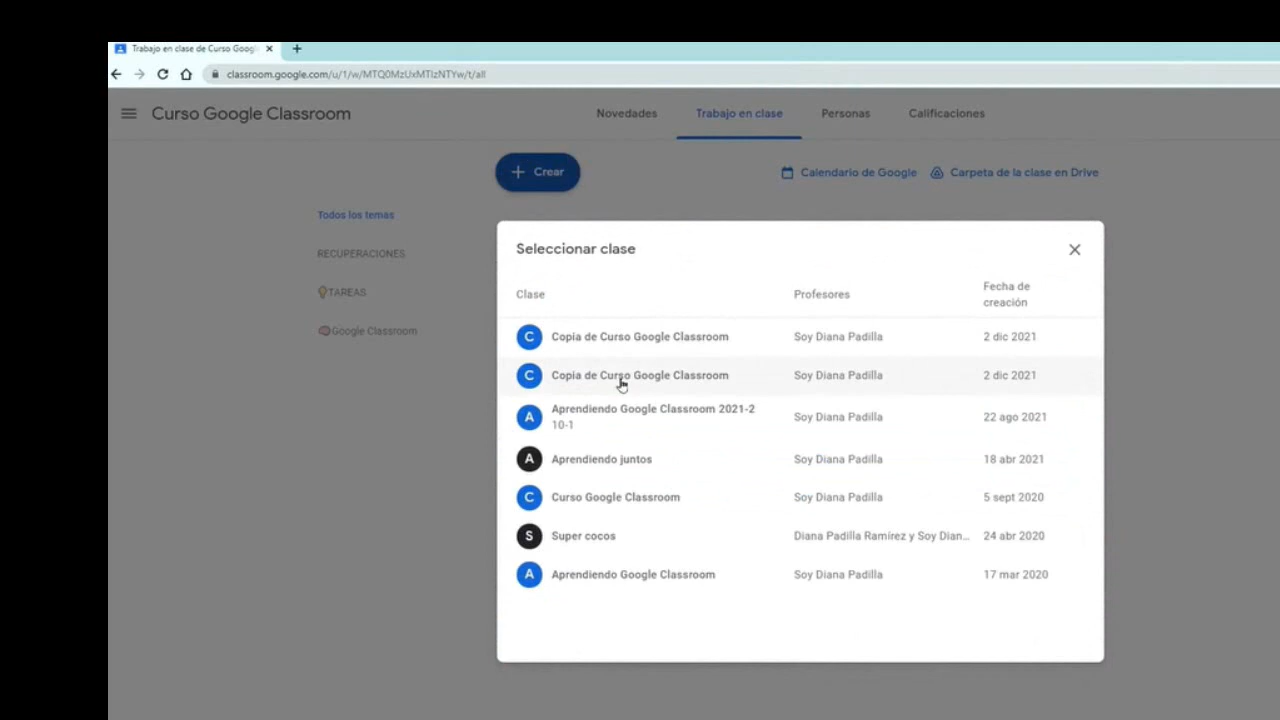 Trabajo en clase de Curso Goog
classroom.google.com/u/1/w/MTQ0MzUxMTIzNTYw/t/all
Curso Google Classroom
Novedades
Trabajo en clase
Personas
Calificaciones
Crear
Calendario de Google
Carpeta de la clase en Drive
Todos los temas
RECUPERACIONES
TAREAS
Google Classroom
Seleccionar clase
Clase
Profesores
Fecha de
creación
C Copia de Curso Google Classroom Soy Diana Padilla 2 dic 2021
C Copia de Curso Google Classroom Soy Diana Padilla 2 dic 2021
A Aprendiendo Google Classroom 2021-2 Soy Diana Padilla 22 ago 2021
10-1
A Aprendiendo juntos Soy Diana Padilla 18 abr 2021
C Curso Google Classroom Soy Diana Padilla 5 sept 2020
S Super cocos Diana Padilla Ramírez y Soy Dian... 24 abr 2020
A Aprendiendo Google Classroom Soy Diana Padilla 17 mar 2020